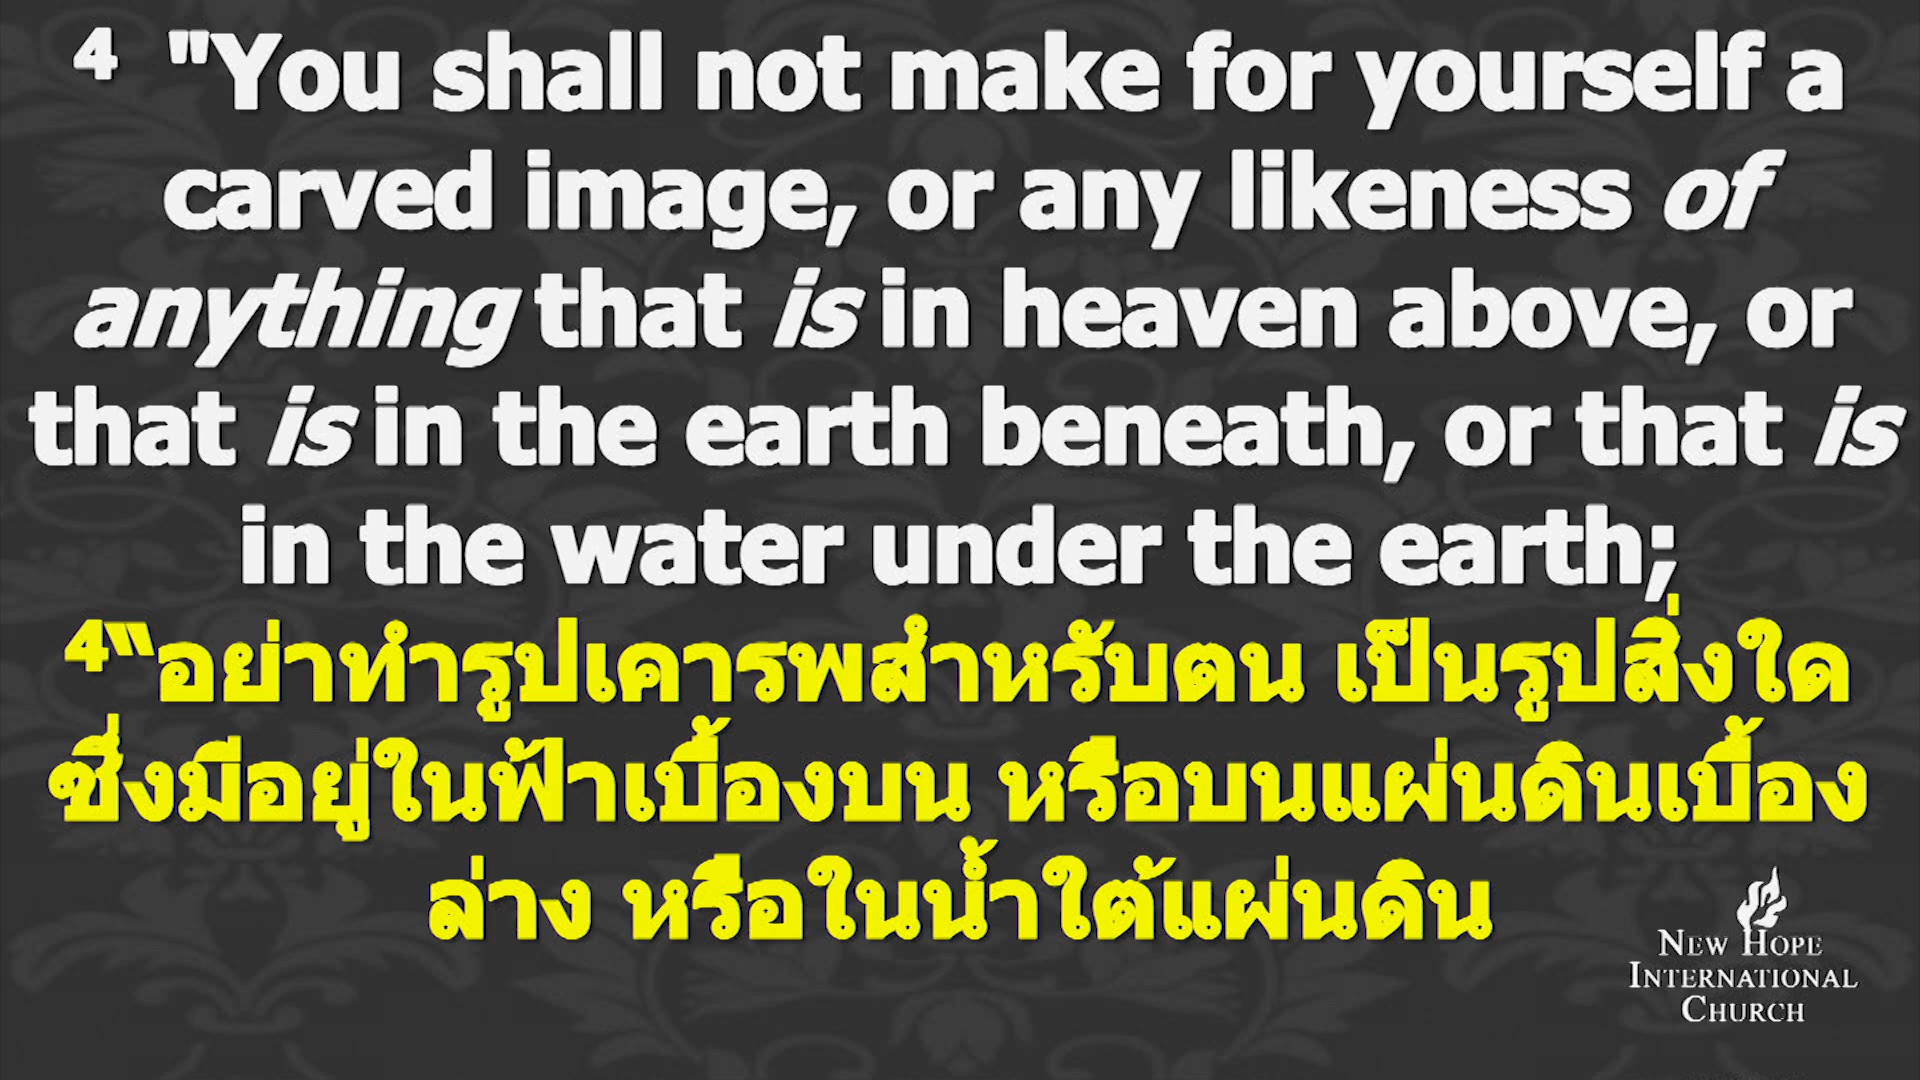 4 "You shall not make for yourself a
carved image, or any likeness of
anything that is in heaven above, or
that is in the earth beneath, or that is
in the water under the earth;
4“อย่าทำรูปเคารพสำหรับตน เป็นรูปสิ่งใด
ซึ่งมีอยู่ในฟ้าเบื้องบน หรือบนแผ่นดินเบื้อง
ล่าง หรือในน้ำใต้แผ่นดิน
NEW HOPE
INTERNATIONAL
CHURCH